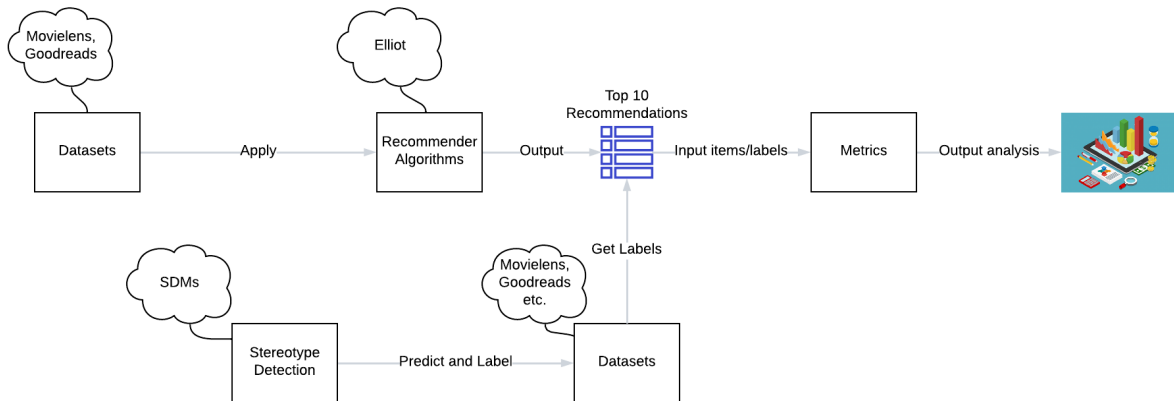 Movielens,
Goodreads
Elliot
Top 10
Recommendations
Datasets
Apply
Recommender
Algorithms
Output
Input items/labels
Metrics
Output analysis
Get Labels
SDMs
Movielens,
Goodreads
etc.
Stereotype
Detection
Predict and Label
Datasets